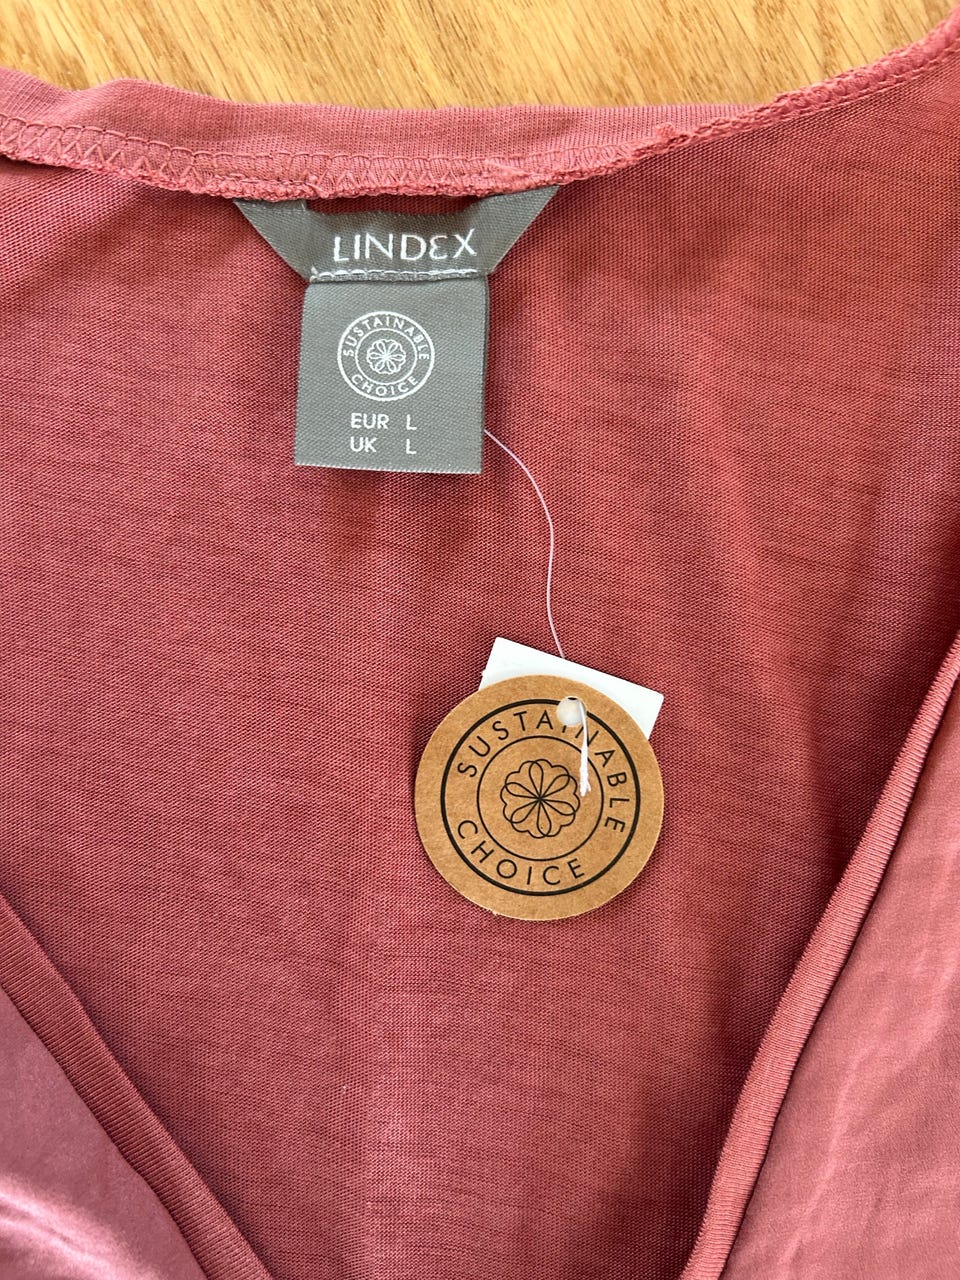 LINDEX
SUSTAINABLE
CHOICE
EUR L
UK L
SUSTAINABLE
CHOICE